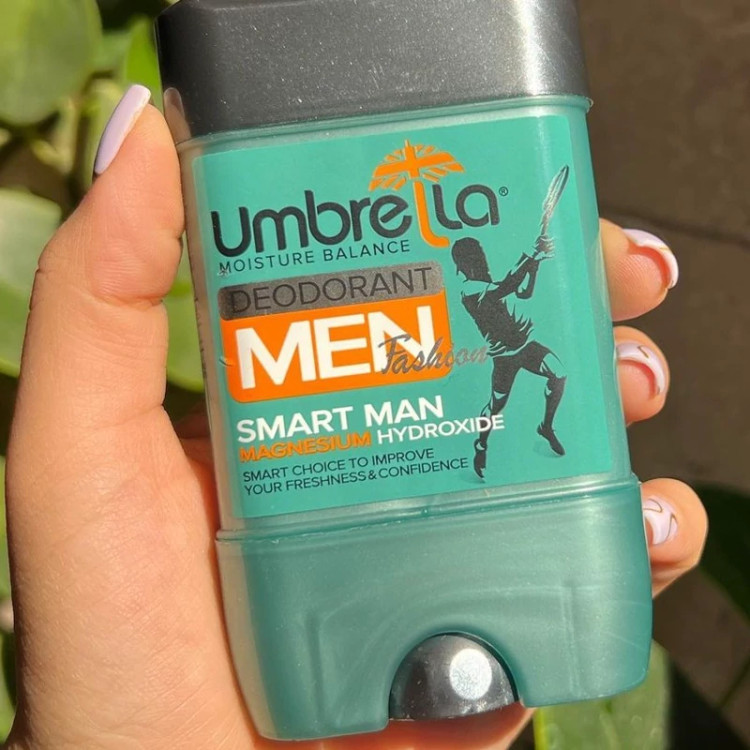 Umbrella®
MOISTURE BALANCE
DEODORANT
MEN
Fashion
SMART MAN
MAGNESIUM HYDROXIDE
SMART CHOICE TO IMPROVE
YOUR FRESHNESS & CONFIDENCE